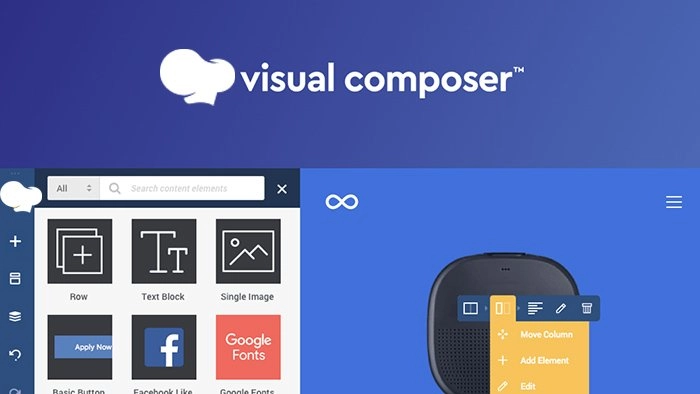 visual composer™
All
Search content elements
Row
Text Block
Single Image
Apply Now
Google
Fonts
Basic Button
Facebook Like
Google Fonts
Move Column
Add Element
Edit